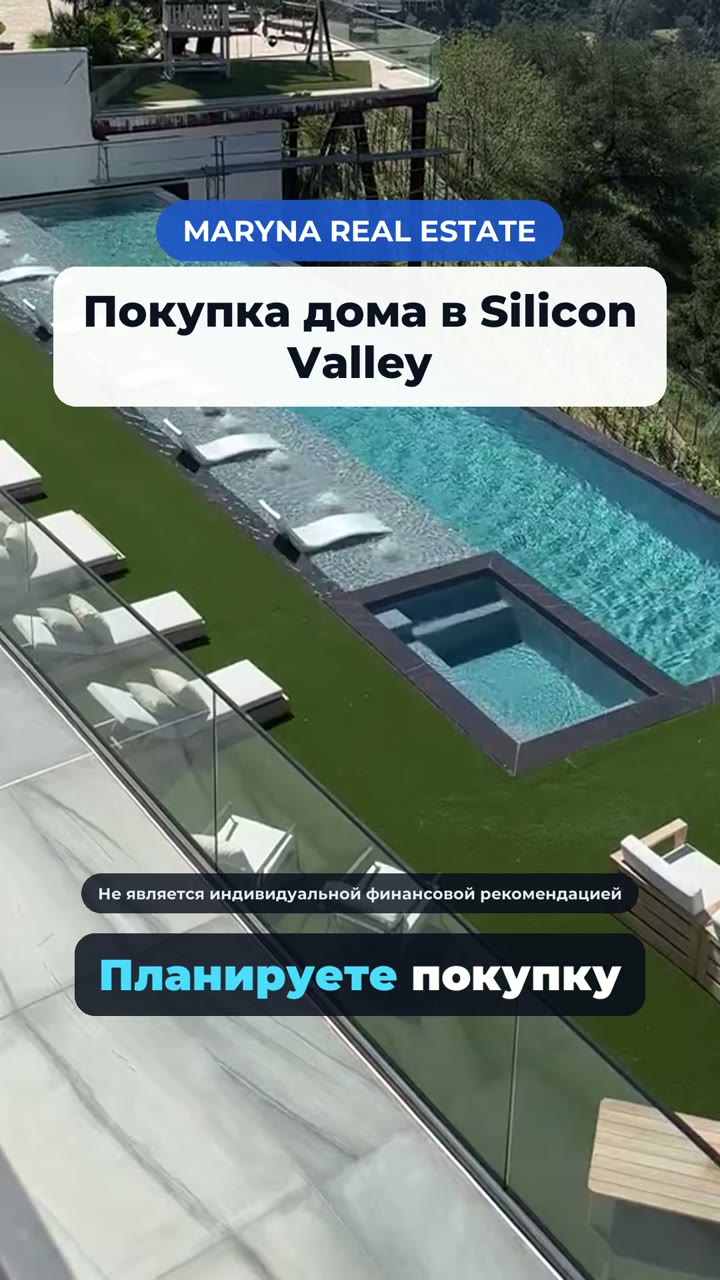 MARYNA REAL ESTATE
Покупка дома в Silicon
Valley
Не является индивидуальной финансовой рекомендацией
Планируете покупку